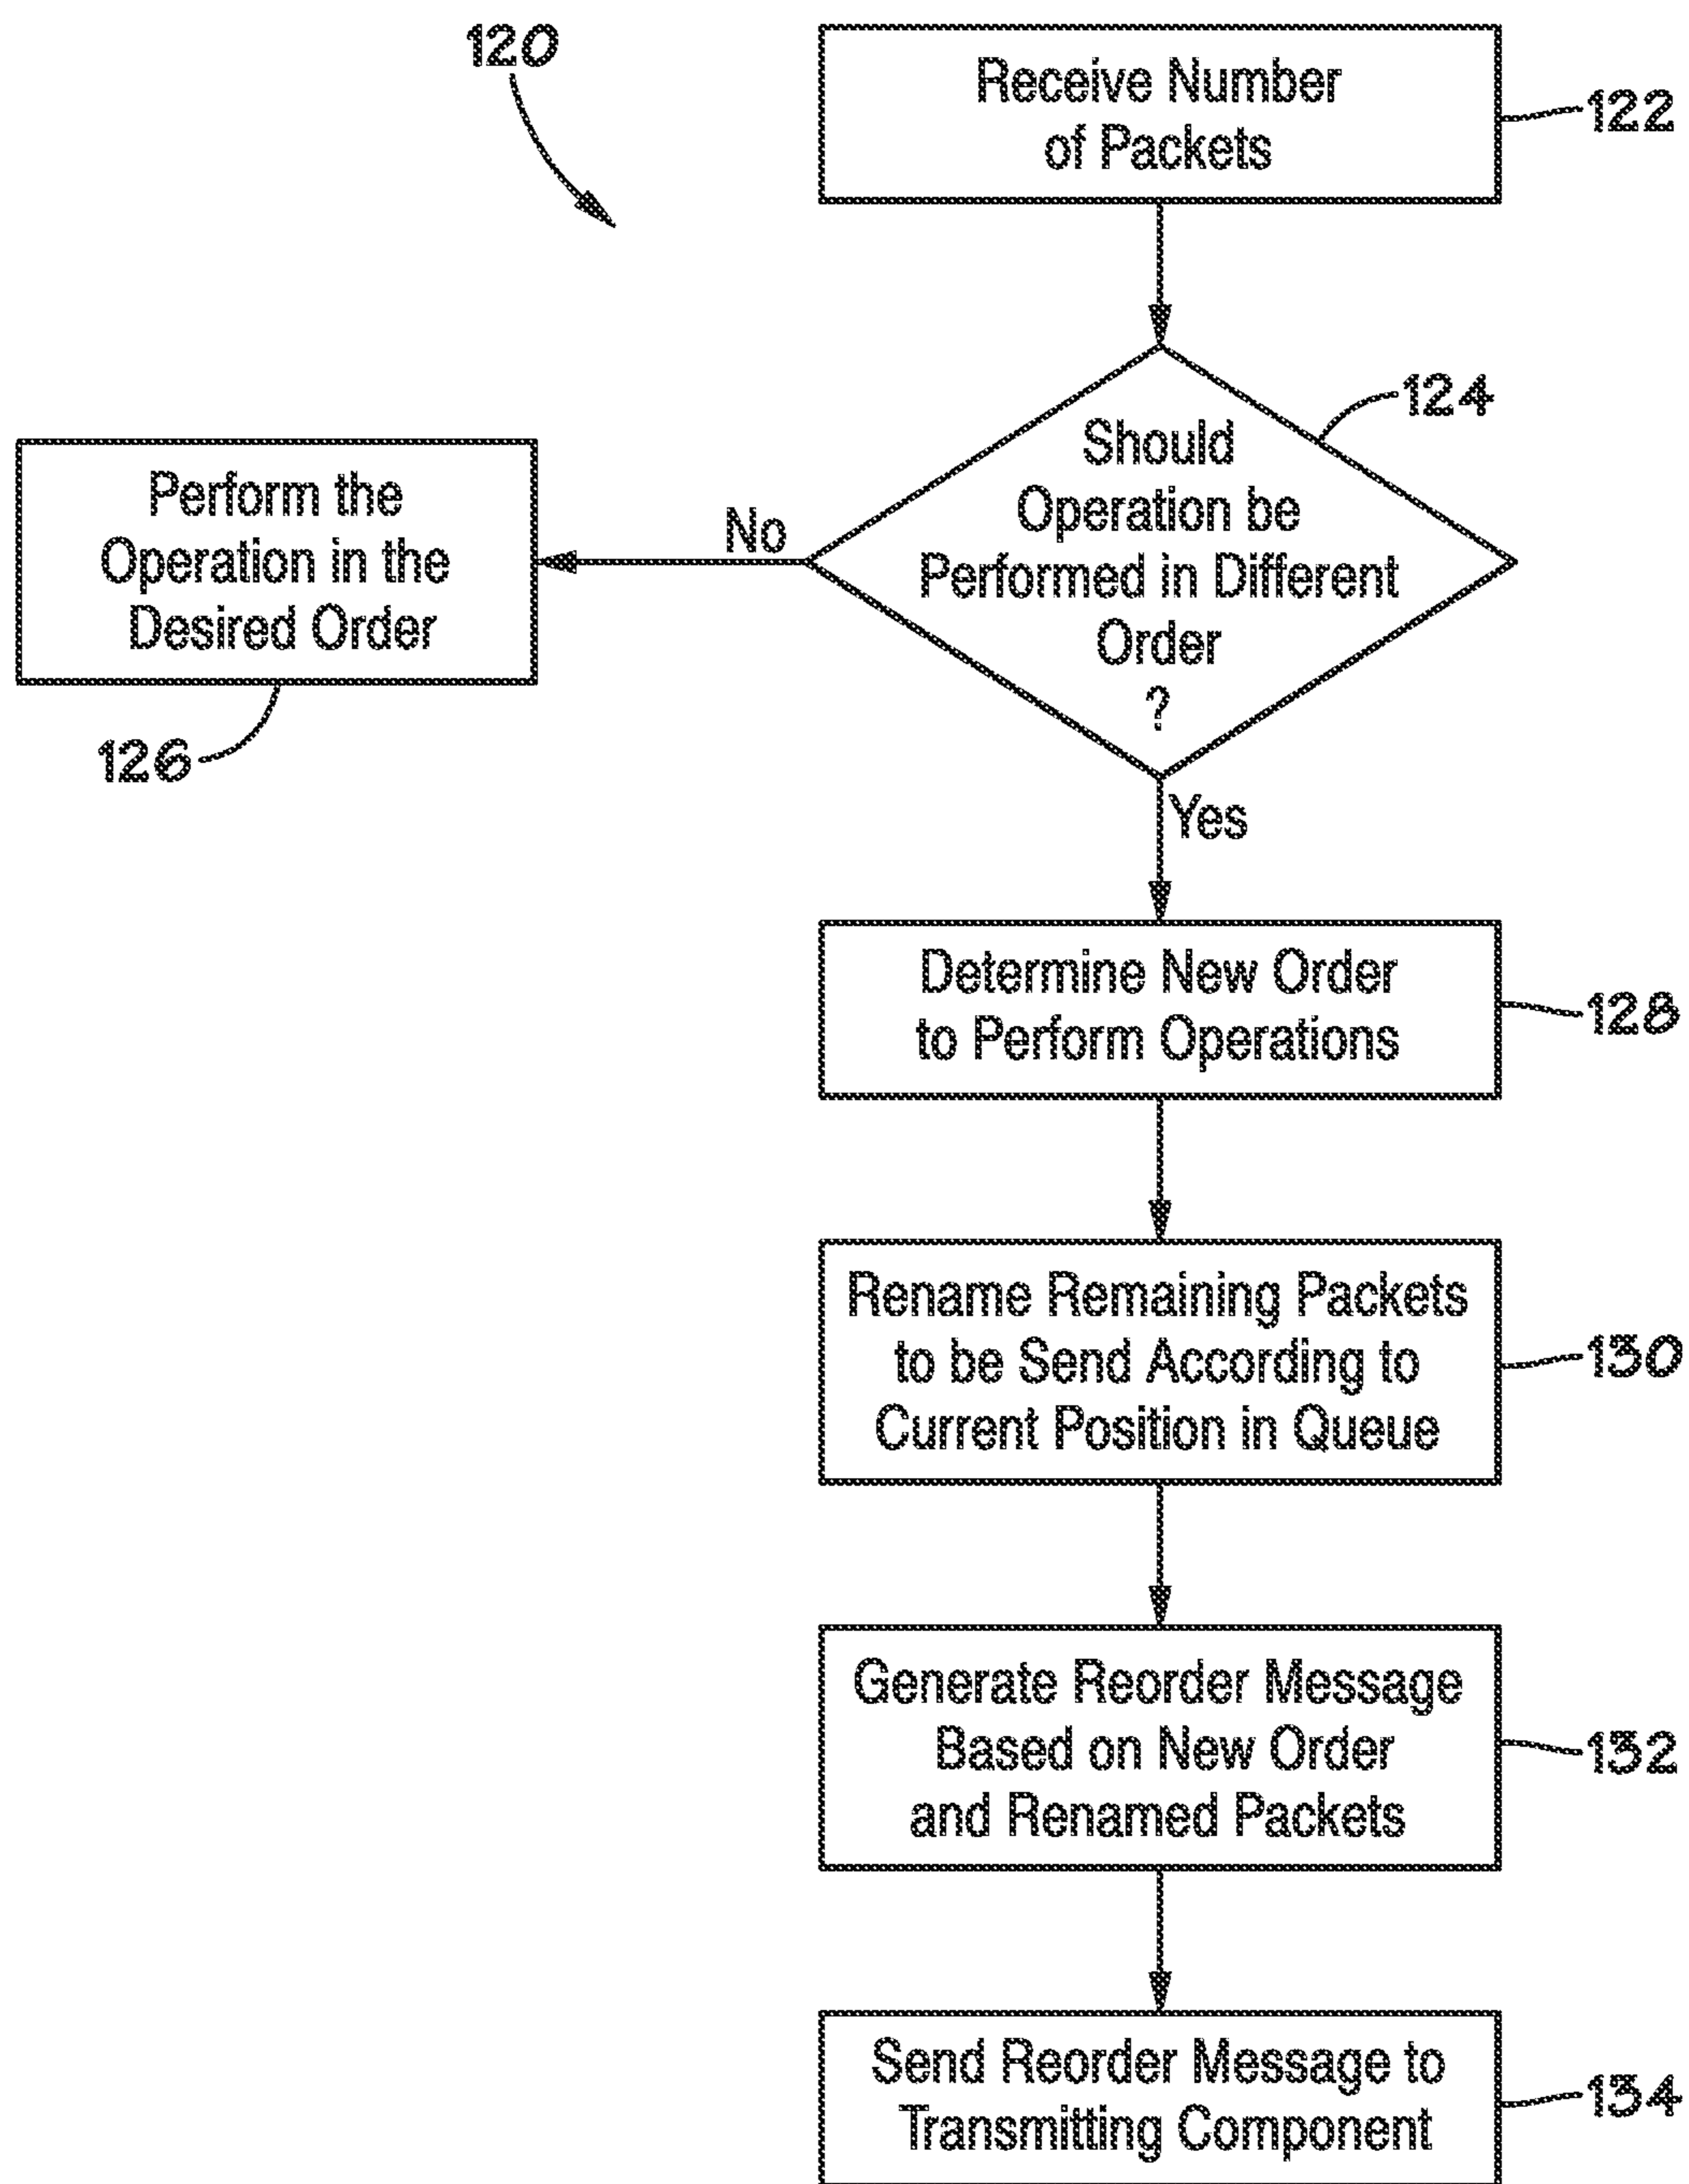 120
Receive Number
of Packets
122
124
Should
Operation be
Performed in Different
Order
?
No
Perform the
Operation in the
Desired Order
126
Yes
Determine New Order
to Perform Operations
128
Rename Remaining Packets
to be Send According to
Current Position in Queue
130
Generate Reorder Message
Based on New Order
and Renamed Packets
132
Send Reorder Message to
Transmitting Component
134